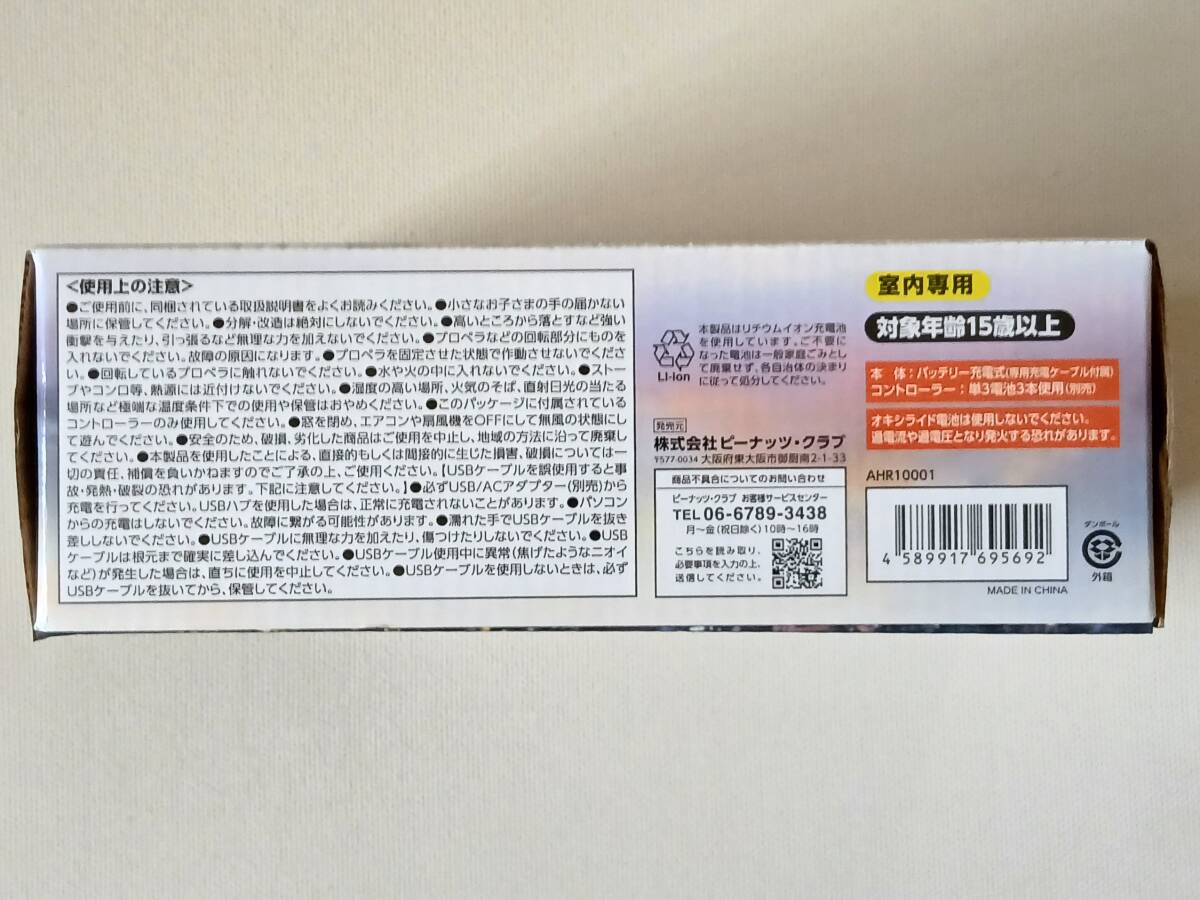 <使用上の注意>
●ご使用前に、同梱されている取扱説明書をよくお読みください。●小さなお子さまの手の届かない
場所に保管してください。●分解・改造は絶対にしないでください。●高いところから落とすなど強い
衝撃を与えたり、引っ張るなど無理な力を加えないでください。●プロペラなどの回転部分にものを
入れないでください。故障の原因になります。●プロペラを固定させた状態で作動させないでくださ
い。●回転しているプロペラに触れないでください。●水や火の中に入れないでください。●ストー
ブやコンロ等、熱源には近付けないでください。●湿度の高い場所、火気のそば、直射日光の当たる
場所など極端な温度条件下での使用や保管はおやめください。●このパッケージに付属されている
コントローラーのみ使用してください。●窓を閉め、エアコンや扇風機をOFFにして無風の状態にし
て遊んでください。●安全のため、破損、劣化した商品はご使用を中止し、地域の方法に沿って廃棄し
てください。●本製品を使用したことによる、直接的もしくは間接的に生じた損害、破損については一
切の責任、補償を負いかねますのでご了承の上、ご使用ください。【USBケーブルを誤使用すると事
故・発熱・破裂の恐れがあります。下記に注意してください。】●必ずUSB/ACアダプター(別売)から
充電を行ってください。USBハブを使用した場合は、正常に充電されないことがあります。●パソコン
からの充電はしないでください。故障に繋がる可能性があります。●濡れた手でUSBケーブルを抜き
差ししないでください。●USBケーブルに無理な力を加えたり、傷つけたりしないでください。●USB
ケーブルは根元まで確実に差し込んでください。●USBケーブル使用中に異常(焦げたようなニオイ
など)が発生した場合は、直ちに使用を中止してください。●USBケーブルを使用しないときは、必ず
USBケーブルを抜いてから、保管してください。
Li-ion
本製品はリチウムイオン充電池
を使用しています。ご不要に
なった電池は一般家庭ごみとし
て廃棄せず、各自治体の決まり
に従って処分してください。
発売元
株式会社ピーナッツ・クラブ
〒577-0034 大阪府東大阪市御厨南2-1-33
商品不具合についてのお問い合わせ
ピーナッツ・クラブ お客様サービスセンター
TEL 06-6789-3438
月〜金(祝日除く)10時〜16時
こちらを読み取り、
必要事項を入力の上、
送信してください。
室内専用
対象年齢15歳以上
本 体:バッテリー充電式(専用充電ケーブル付属)
コントローラー:単3電池3本使用(別売)
オキシライド電池は使用しないでください。
過電流や過電圧となり発火する恐れがあります。
AHR10001
4 589917 695692
MADE IN CHINA
ダンボール
外箱